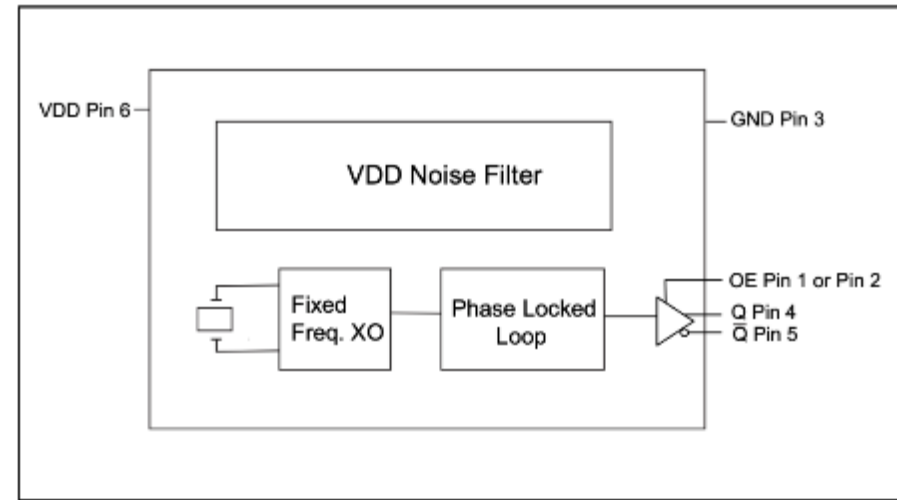 VDD Pin 6
GND Pin 3
VDD Noise Filter
OE Pin 1 or Pin 2
Fixed
Freq. XO
Phase Locked
Loop
Q Pin 4
Q̅ Pin 5